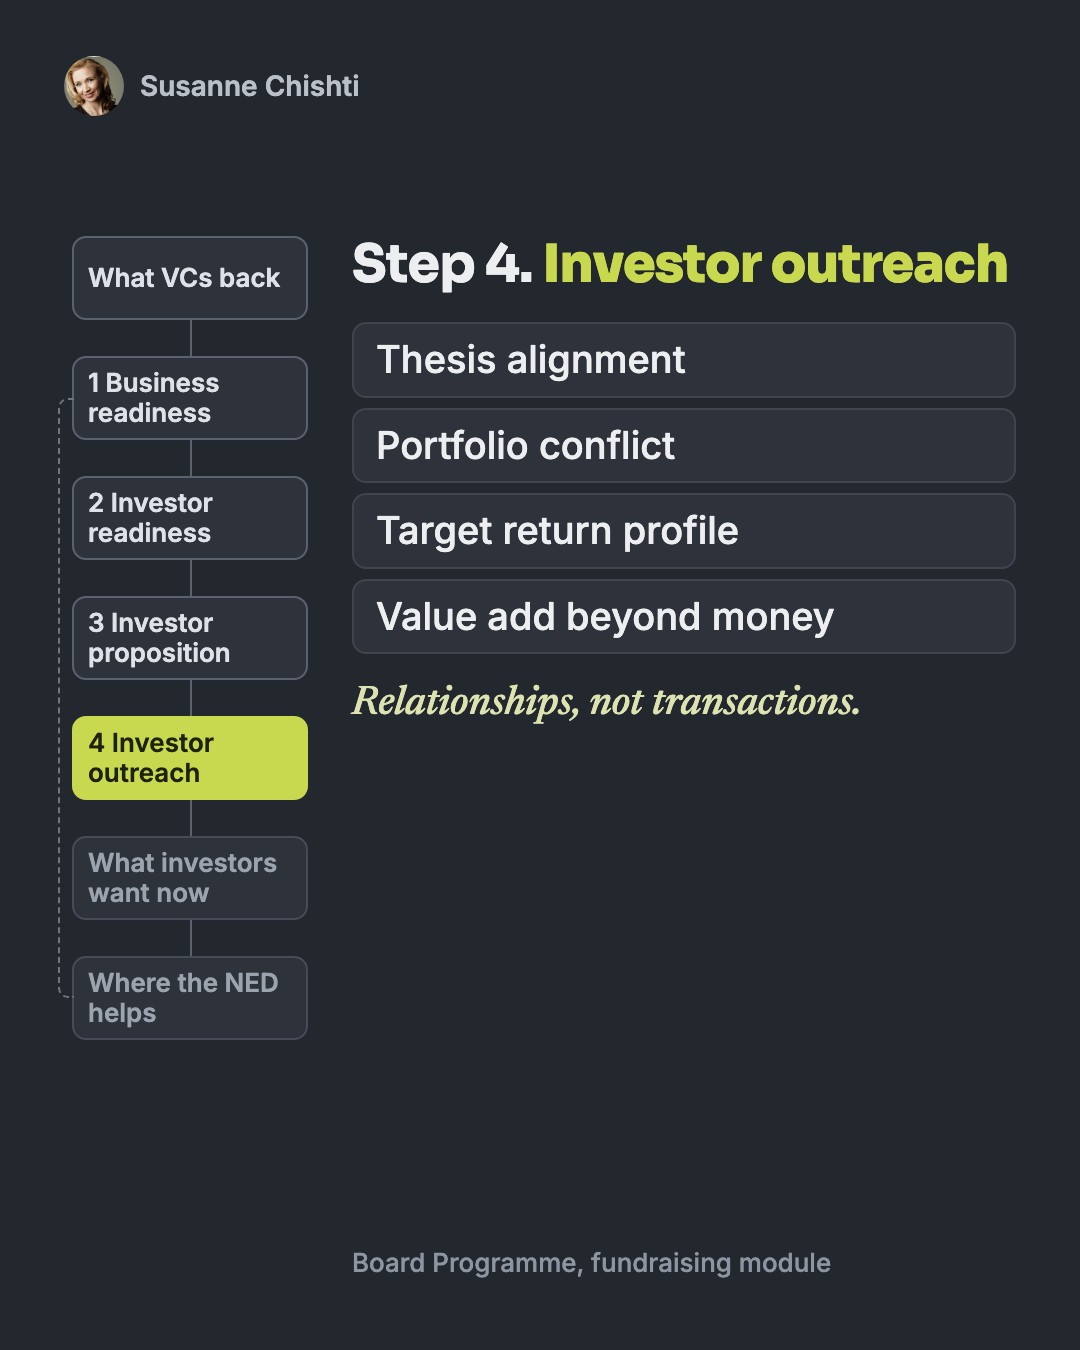 Susanne Chishti
What VCs back
1 Business
readiness
2 Investor
readiness
3 Investor
proposition
4 Investor
outreach
What investors
want now
Where the NED
helps
Step 4. Investor outreach
Thesis alignment
Portfolio conflict
Target return profile
Value add beyond money
Relationships, not transactions.
Board Programme, fundraising module